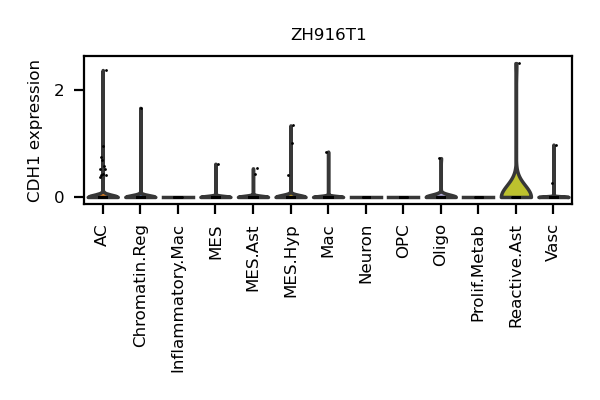 ZH916T1
CDH1 expression
2
0
AC
Chromatin.Reg
Inflammatory.Mac
MES
MES.Ast
MES.Hyp
Mac
Neuron
OPC
Oligo
Prolif.Metab
Reactive.Ast
Vasc